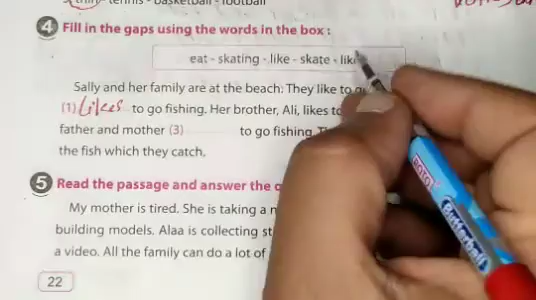 tennis - basketball - football
4 Fill in the gaps using the words in the box :
eat - skating - like - skate - lik
Sally and her family are at the beach. They like to
(1) likes to go fishing. Her brother, Ali, likes to
father and mother (3) to go fishing.
the fish which they catch.
5 Read the passage and answer the
My mother is tired. She is taking a
building models. Alaa is collecting
a video. All the family can do a lot of
22
ROTO
Butterball